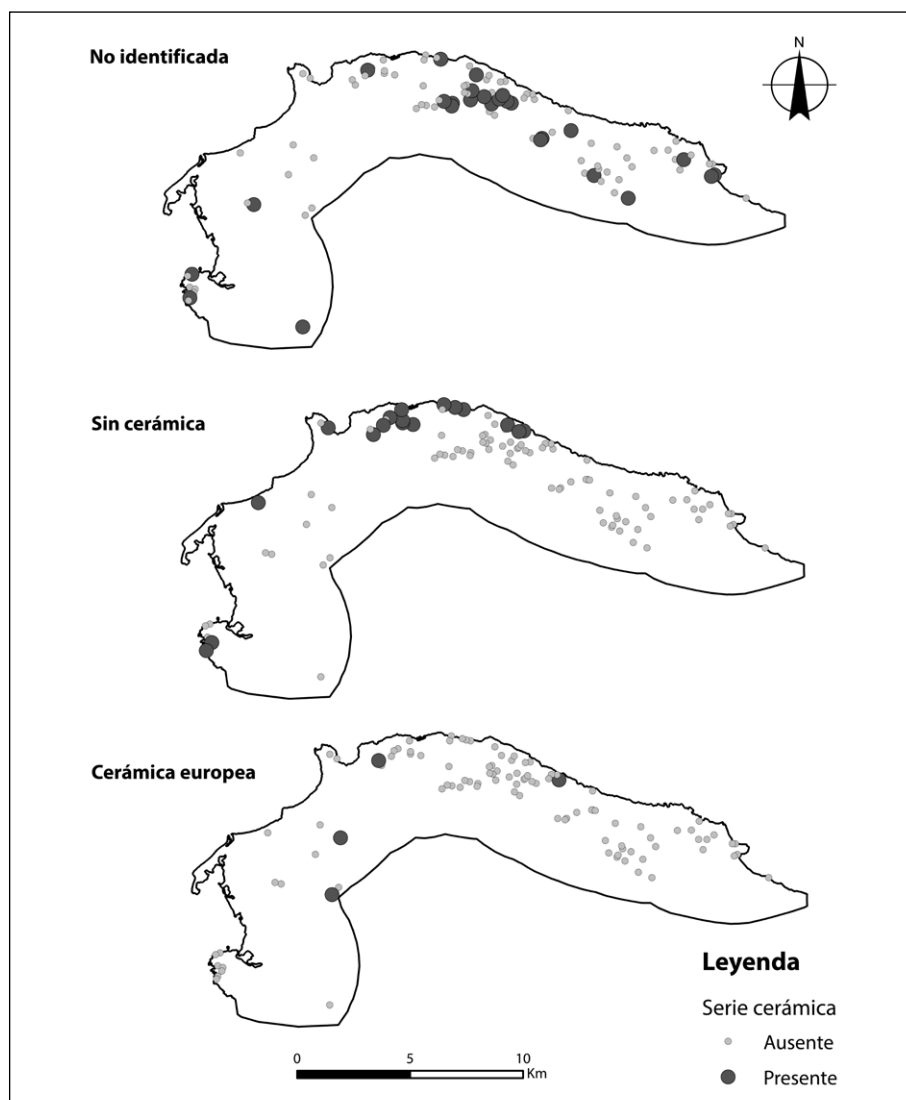 No identificada
N
Sin cerámica
Cerámica europea
Leyenda
Serie cerámica
Ausente
Presente
0 5 10
Km